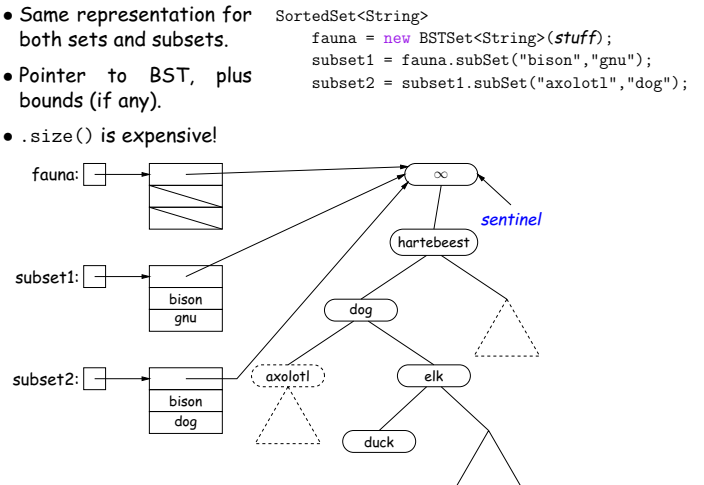 • Same representation for
both sets and subsets.
• Pointer to BST, plus
bounds (if any).
• .size() is expensive!
SortedSet<String>
fauna = new BSTSet<String>(stuff);
subset1 = fauna.subSet("bison","gnu");
subset2 = subset1.subSet("axolotl","dog");
fauna:
∞
sentinel
hartebeest
subset1:
bison
gnu
dog
subset2:
bison
dog
axolotl
elk
duck